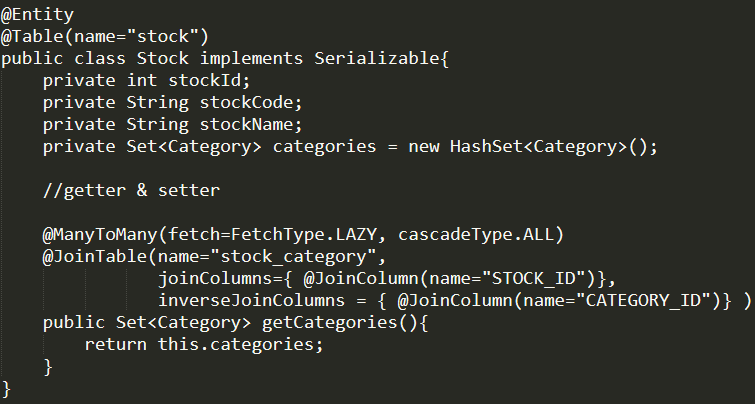 @Entity
@Table(name="stock")
public class Stock implements Serializable{
    private int stockId;
    private String stockCode;
    private String stockName;
    private Set<Category> categories = new HashSet<Category>();

    //getter & setter

    @ManyToMany(fetch=FetchType.LAZY, cascadeType.ALL)
    @JoinTable(name="stock_category",
               joinColumns={ @JoinColumn(name="STOCK_ID")},
               inverseJoinColumns = { @JoinColumn(name="CATEGORY_ID")} )
    public Set<Category> getCategories(){
        return this.categories;
    }
}